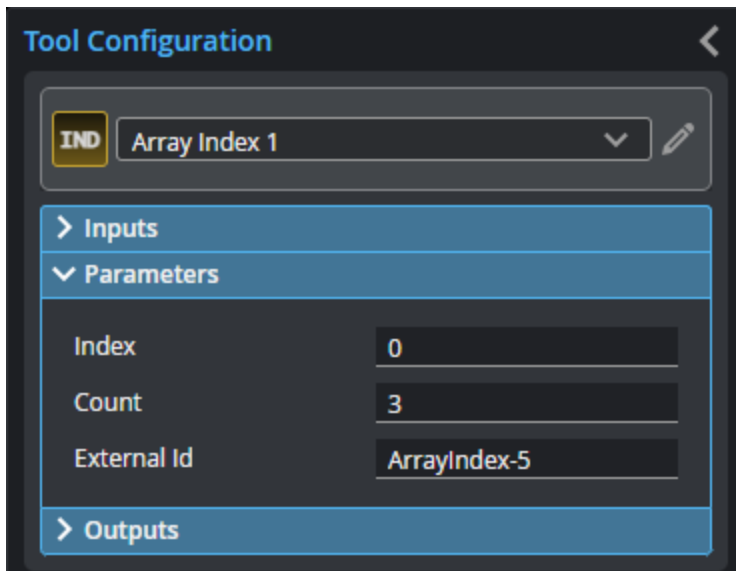 Tool Configuration
IND Array Index 1
Inputs
Parameters
Index 0
Count 3
External Id ArrayIndex-5
Outputs